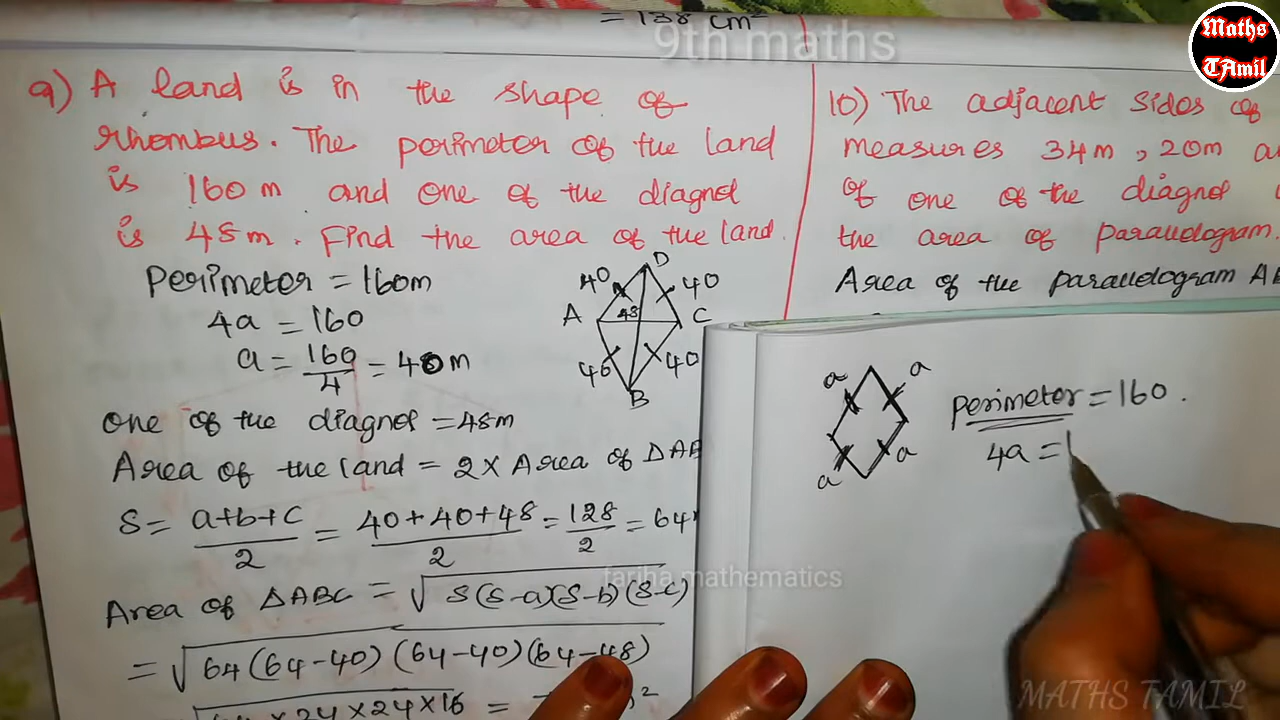 = 138 cm²
9th maths
Maths
TAmil
9) A land is in the shape of
rhombus. The perimeter of the land
is 160 m and one of the diagnol
is 48 m. Find the area of the land.
Perimeter = 160m
4a = 160
a = 160/4 = 40 m
D
40 40
A 48 C
40 40
B
One of the diagnol = 48m
Area of the land = 2 × Area of △AB
S = a+b+c/2 = 40+40+48/2 = 128/2 = 64
Area of △ABC = √S(S-a)(S-b)(S-c)
= √64(64-40)(64-40)(64-48)
×24×24×16 =
10) The adjacent sides of
measures 34m, 20m
of one of the diagnol
the area of parallelogram.
Area of the parallelogram
a a
a a
Perimeter = 160.
4a =
fariha mathematics
MATHS TAMIL